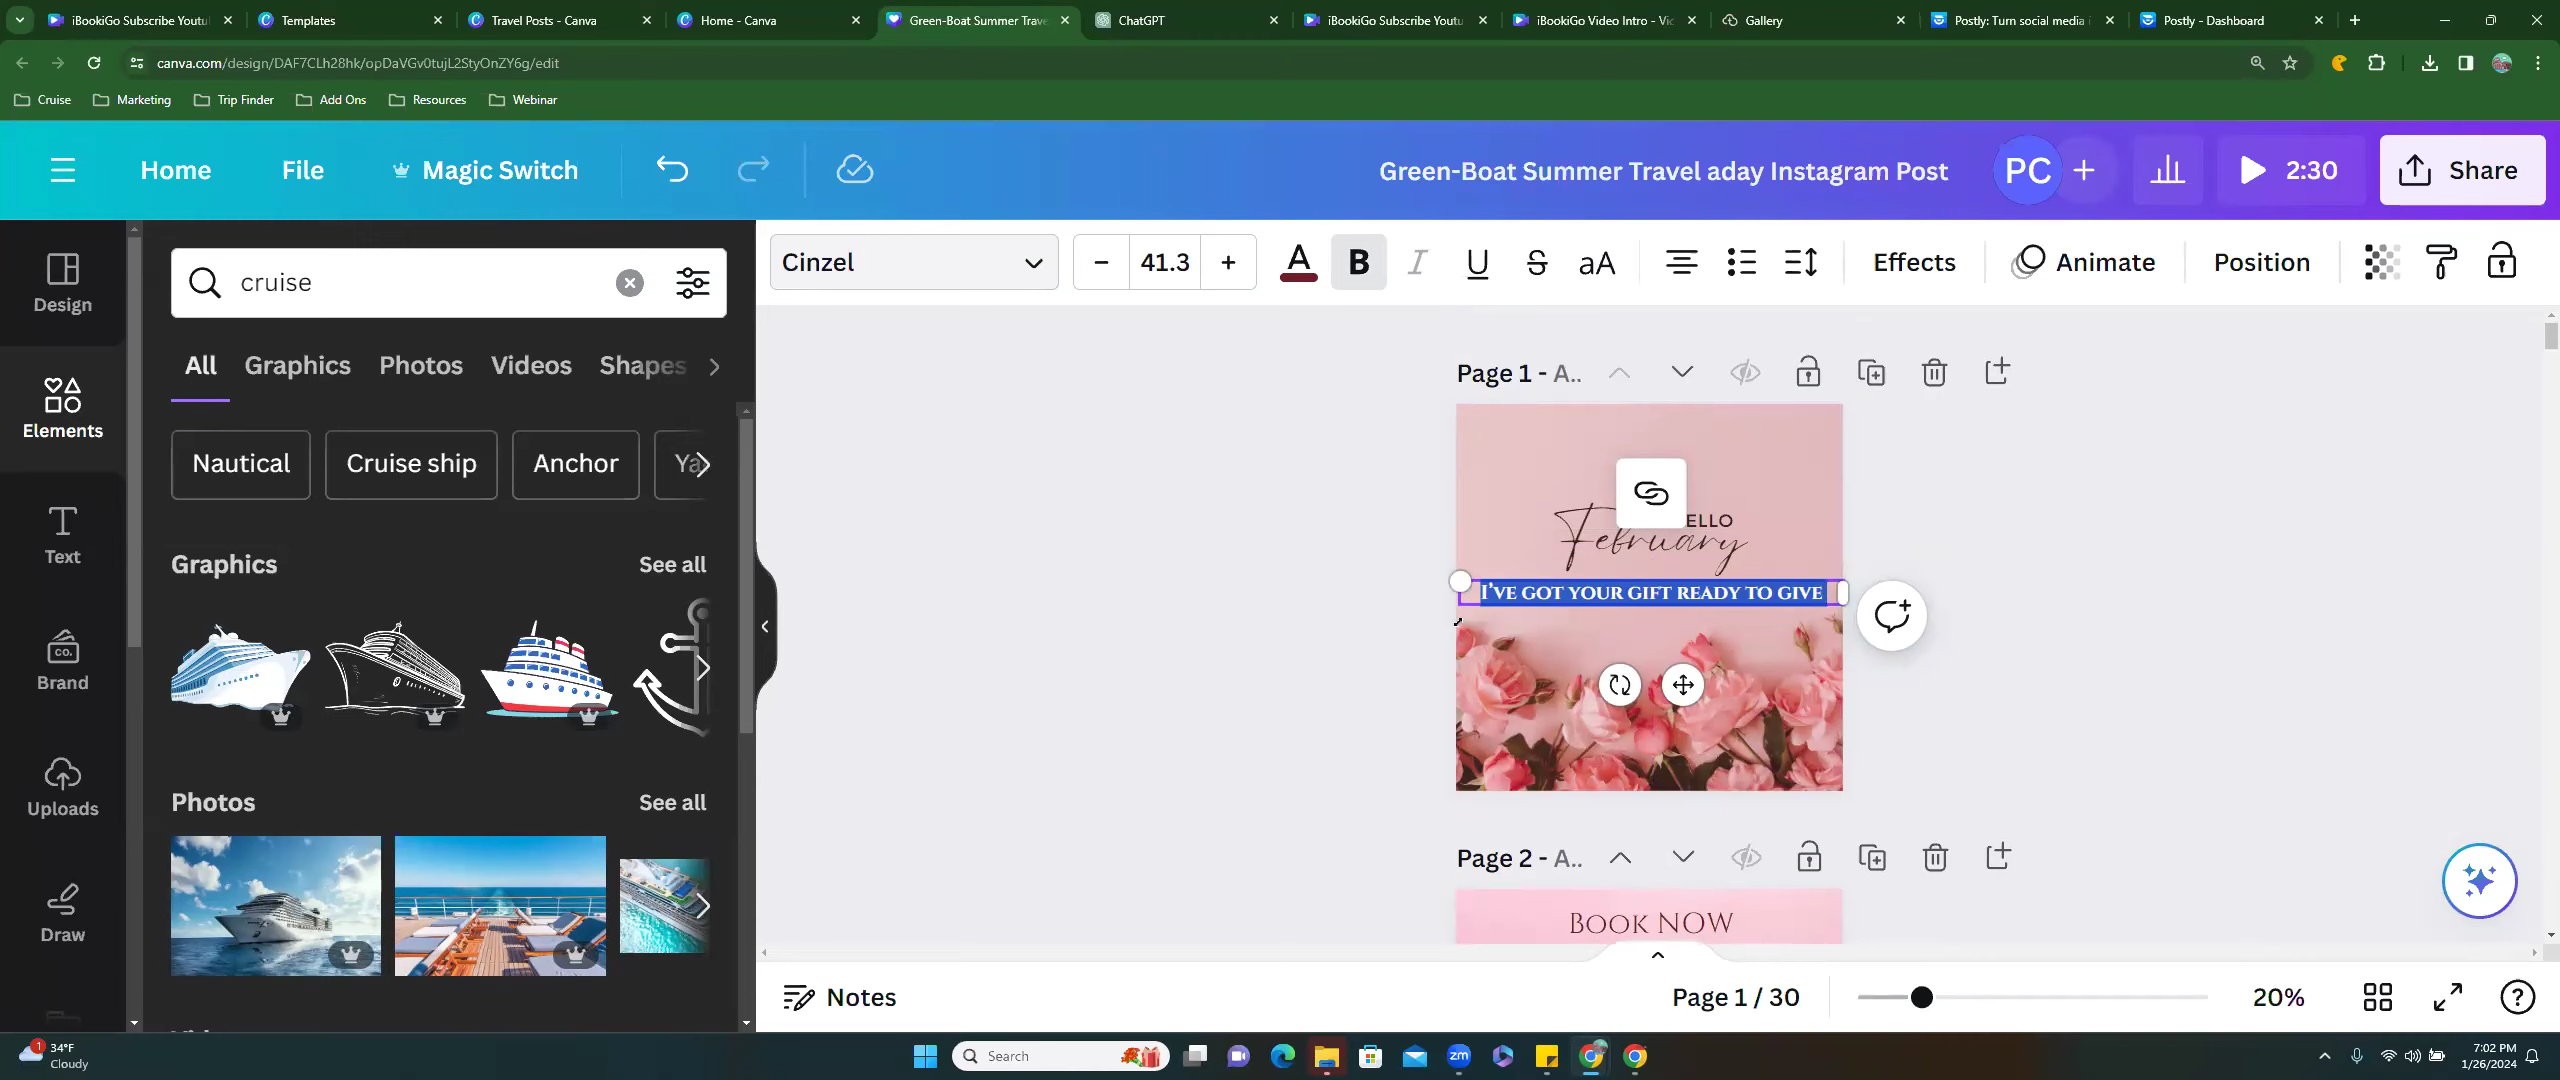 iBookiGo Subscribe Youtu
Templates
Travel Posts - Canva
Home - Canva
Green-Boat Summer Trave
ChatGPT
iBookiGo Subscribe Youtu
iBookiGo Video Intro - Vid
Gallery
Postly: Turn social media i
Postly - Dashboard
canva.com/design/DAF7CLh28hk/opDaVGv0tujL2StyOnZY6g/edit
Cruise
Marketing
Trip Finder
Add Ons
Resources
Webinar
Home
File
Magic Switch
Green-Boat Summer Travel aday Instagram Post
PC
2:30
Share
Design
Elements
Text
Brand
Uploads
Draw
cruise
All
Graphics
Photos
Videos
Shapes
Nautical
Cruise ship
Anchor
Ya
Graphics
See all
Photos
See all
Cinzel
41.3
B
I
U
S
aA
Effects
Animate
Position
Page 1 - A..
ELLO
February
I'VE GOT YOUR GIFT READY TO GIVE
Page 2 - A..
BOOK NOW
Notes
Page 1 / 30
20%
1
34°F
Cloudy
Search
zm
7:02 PM
1/26/2024